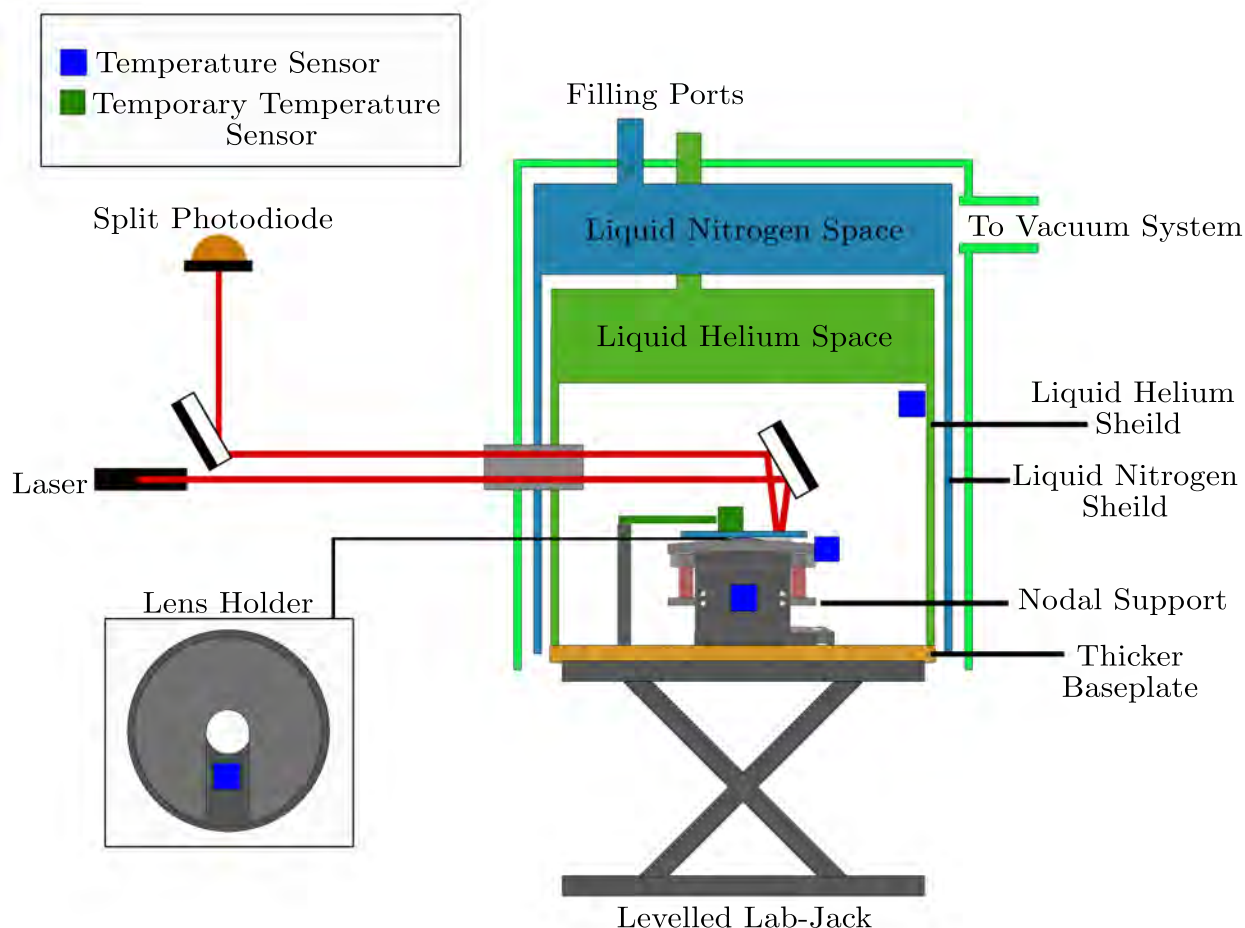 Temperature Sensor
Temporary Temperature
Sensor
Filling Ports
Split Photodiode
Liquid Nitrogen Space
To Vacuum System
Liquid Helium Space
Liquid Helium
Sheild
Laser
Liquid Nitrogen
Sheild
Lens Holder
Nodal Support
Thicker
Baseplate
Levelled Lab-Jack